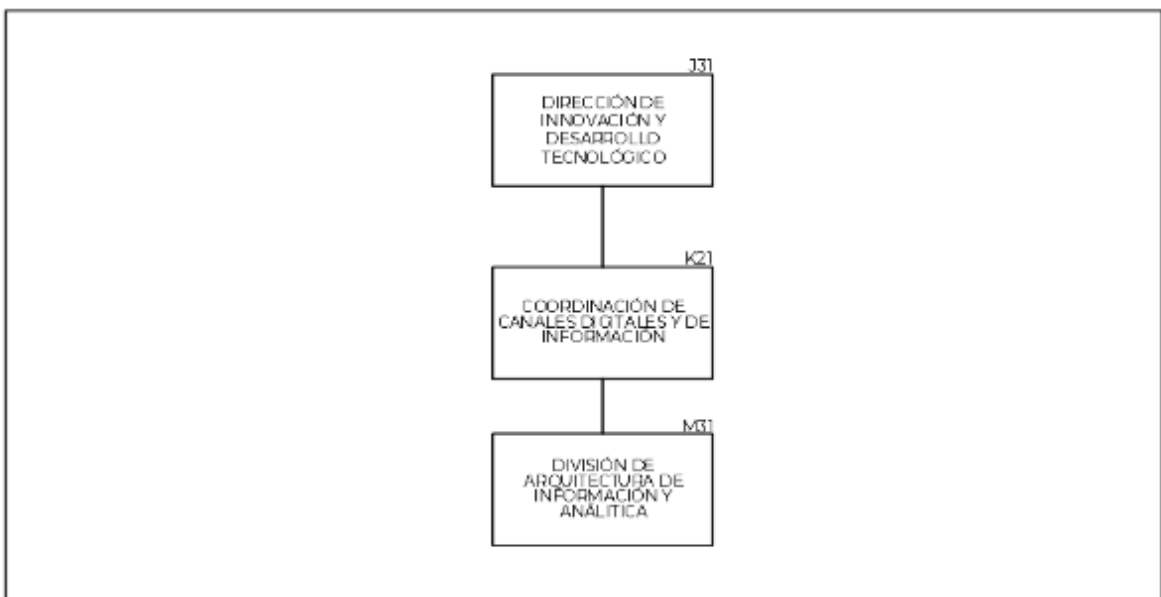 J31
DIRECCIÓN DE
INNOVACIÓN Y
DESARROLLO
TECNOLÓGICO
K21
COORDINACIÓN DE
CANALES DIGITALES Y DE
INFORMACIÓN
M31
DIVISIÓN DE
ARQUITECTURA DE
INFORMACIÓN Y
ANÁLITICA